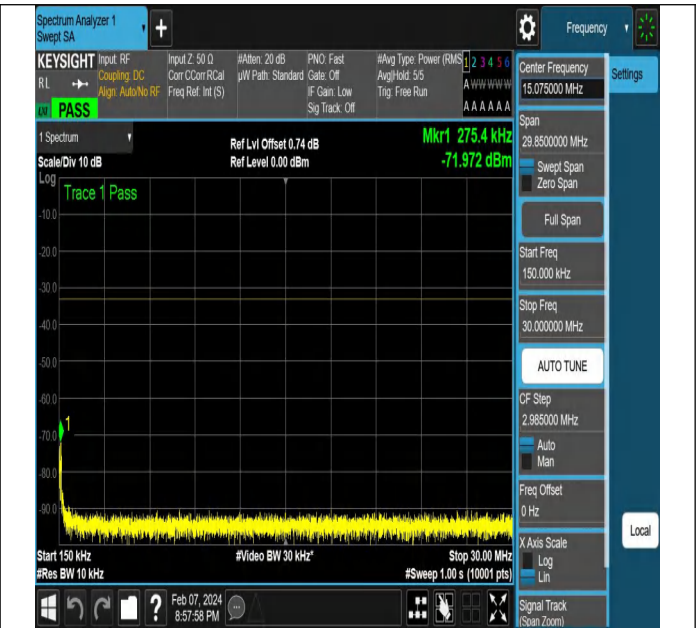 Spectrum Analyzer 1
Swept SA
+
Frequency
KEYSIGHT
Input: RF
Input Z: 50 Ω
#Atten: 20 dB
PNO: Fast
#Avg Type: Power (RMS
1 2 3 4 5 6
RL
Coupling: DC
Corr CCorr RCal
µW Path: Standard
Gate: Off
Avg|Hold: 5/5
A W W W W W
Align: Auto/No RF
Freq Ref: Int (S)
IF Gain: Low
Trig: Free Run
Sig Track: Off
A A A A A A
PASS
1 Spectrum
Ref Lvl Offset 0.74 dB
Mkr1 275.4 kHz
Scale/Div 10 dB
Ref Level 0.00 dBm
-71.972 dBm
Log
Trace 1 Pass
-10.0
-20.0
-30.0
-40.0
-50.0
-60.0
1
-70.0
-80.0
-90.0
Start 150 kHz
#Video BW 30 kHz*
Stop 30.00 MHz
#Res BW 10 kHz
#Sweep 1.00 s (10001 pts)
?
Feb 07, 2024
8:57:58 PM
Center Frequency
15.075000 MHz
Settings
Span
29.8500000 MHz
Swept Span
Zero Span
Full Span
Start Freq
150.000 kHz
Stop Freq
30.000000 MHz
AUTO TUNE
CF Step
2.985000 MHz
Auto
Man
Freq Offset
0 Hz
Local
X Axis Scale
Log
Lin
Signal Track
(Span Zoom)